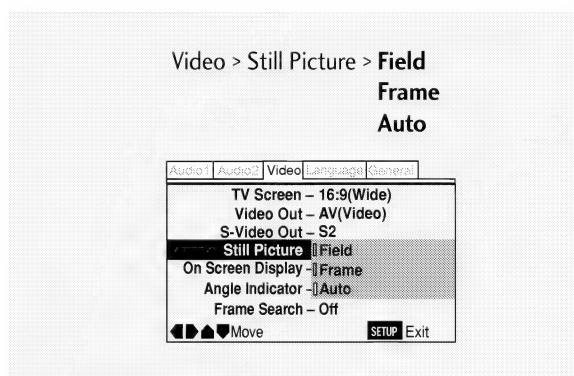 Video > Still Picture > Field
Frame
Auto
Audio1 Audio2 Video Language General
TV Screen – 16:9(Wide)
Video Out – AV(Video)
S-Video Out – S2
Still Picture Field
On Screen Display - Frame
Angle Indicator - Auto
Frame Search – Off
Move SETUP Exit